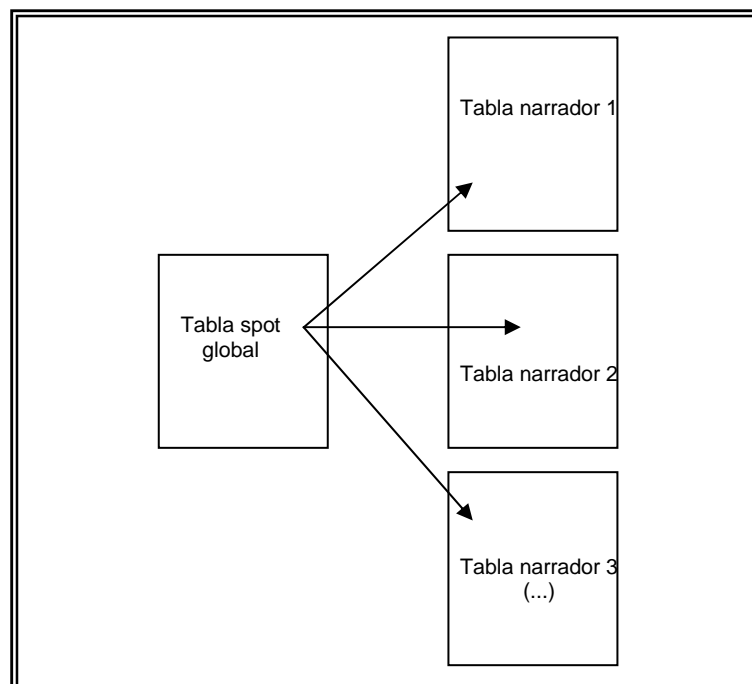 Tabla narrador 1
Tabla spot
global
Tabla narrador 2
Tabla narrador 3
(...)